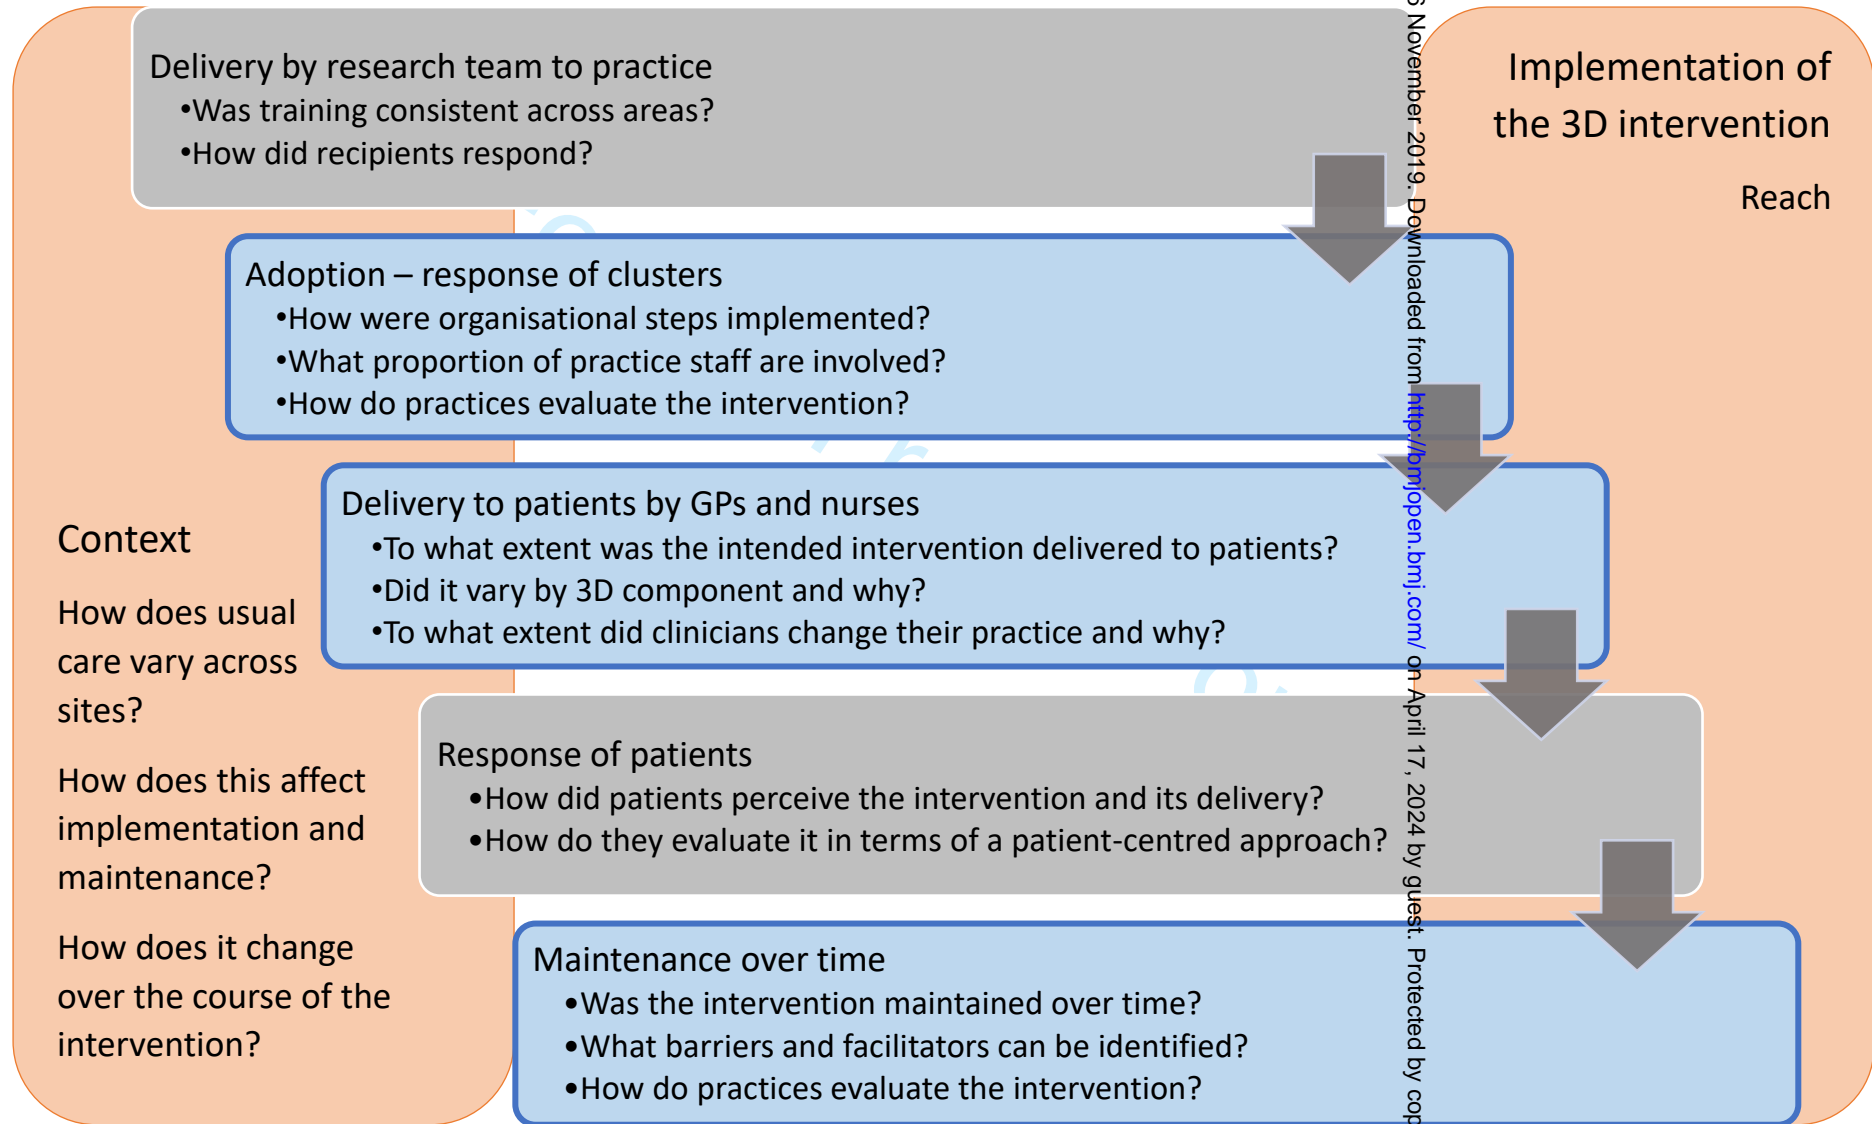 Delivery by research team to practice
•Was training consistent across areas?
•How did recipients respond?
Implementation of
the 3D intervention
Reach
Adoption – response of clusters
•How were organisational steps implemented?
•What proportion of practice staff are involved?
•How do practices evaluate the intervention?
Delivery to patients by GPs and nurses
•To what extent was the intended intervention delivered to patients?
•Did it vary by 3D component and why?
•To what extent did clinicians change their practice and why?
Context
How does usual
care vary across
sites?
How does this affect
implementation and
maintenance?
How does it change
over the course of the
intervention?
Response of patients
•How did patients perceive the intervention and its delivery?
•How do they evaluate it in terms of a patient-centred approach?
Maintenance over time
•Was the intervention maintained over time?
•What barriers and facilitators can be identified?
•How do practices evaluate the intervention?
November 2019. Downloaded from http://bmjopen.bmj.com/ on April 17, 2024 by guest. Protected by cop